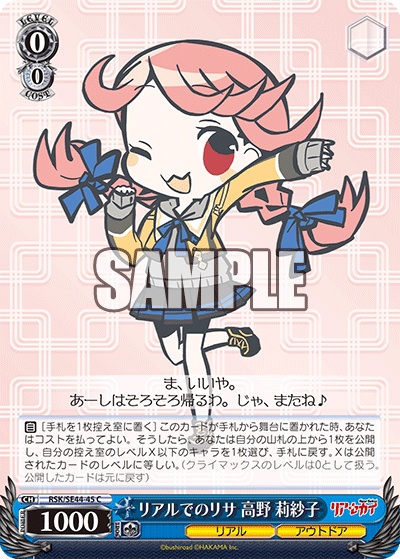 LEVEL
0
0
COST
SAMPLE
ま、いいや。
あーしはそろそろ帰るわ。じゃ、またね♪
自【手札を1枚控え室に置く】このカードが手札から舞台に置かれた時、あなた
はコストを払ってよい。そうしたら、あなたは自分の山札の上から1枚を公開
し、自分の控え室のレベルX以下のキャラを1枚選び、手札に戻す。Xは公開
されたカードのレベルに等しい。（クライマックスのレベルは0として扱う。
公開したカードは元に戻す）
CH
RSK/SE44-45 C
POWER
1000
リアルでのリサ 高野 莉紗子
リアル
アウトドア
©bushiroad ©HAKAMA Inc.